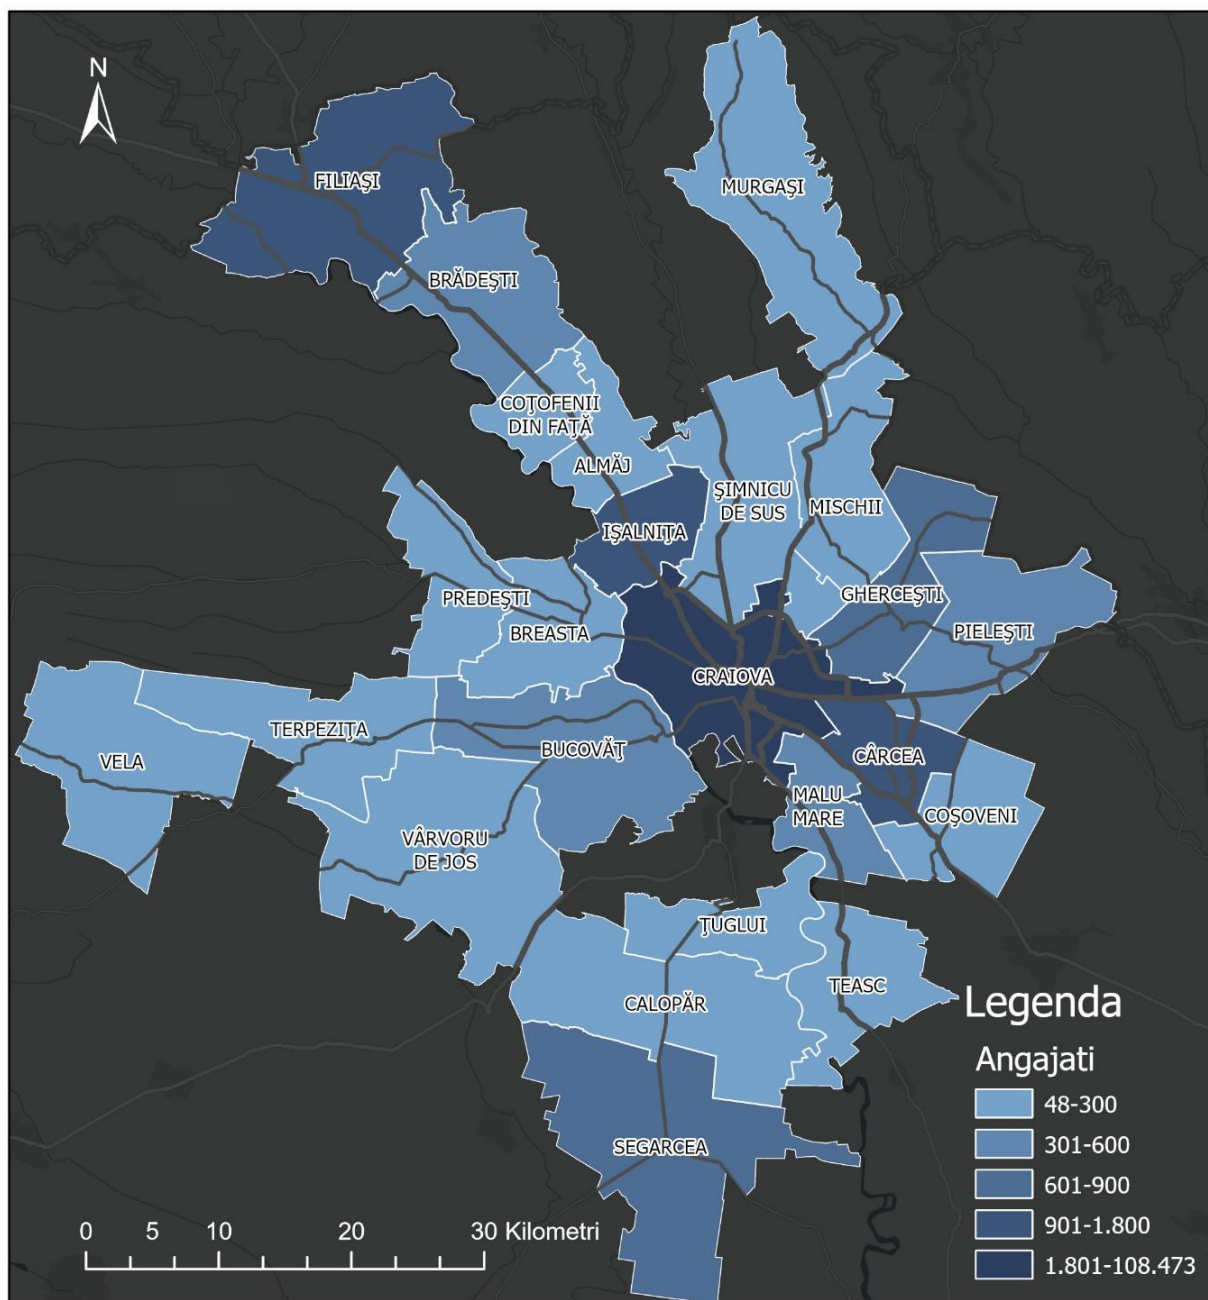 N
FILIAŞI
MURGAŞI
BRĂDEŞTI
COŢOFENII
DIN FAŢĂ
ALMĂJ
ŞIMNICU
DE SUS
MISCHII
IŞALNIŢA
GHERCEŞTI
PREDEŞTI
BREASTA
PIELEŞTI
CRAIOVA
TERPEZIŢA
BUCOVĂŢ
CÂRCEA
VELA
MALU
MARE
COŞOVENI
VÂRVORU
DE JOS
ŢUGLUI
TEASC
CALOPĂR
SEGARCEA
Legenda
Angajati
48-300
301-600
601-900
901-1.800
1.801-108.473
0 5 10 20 30 Kilometri